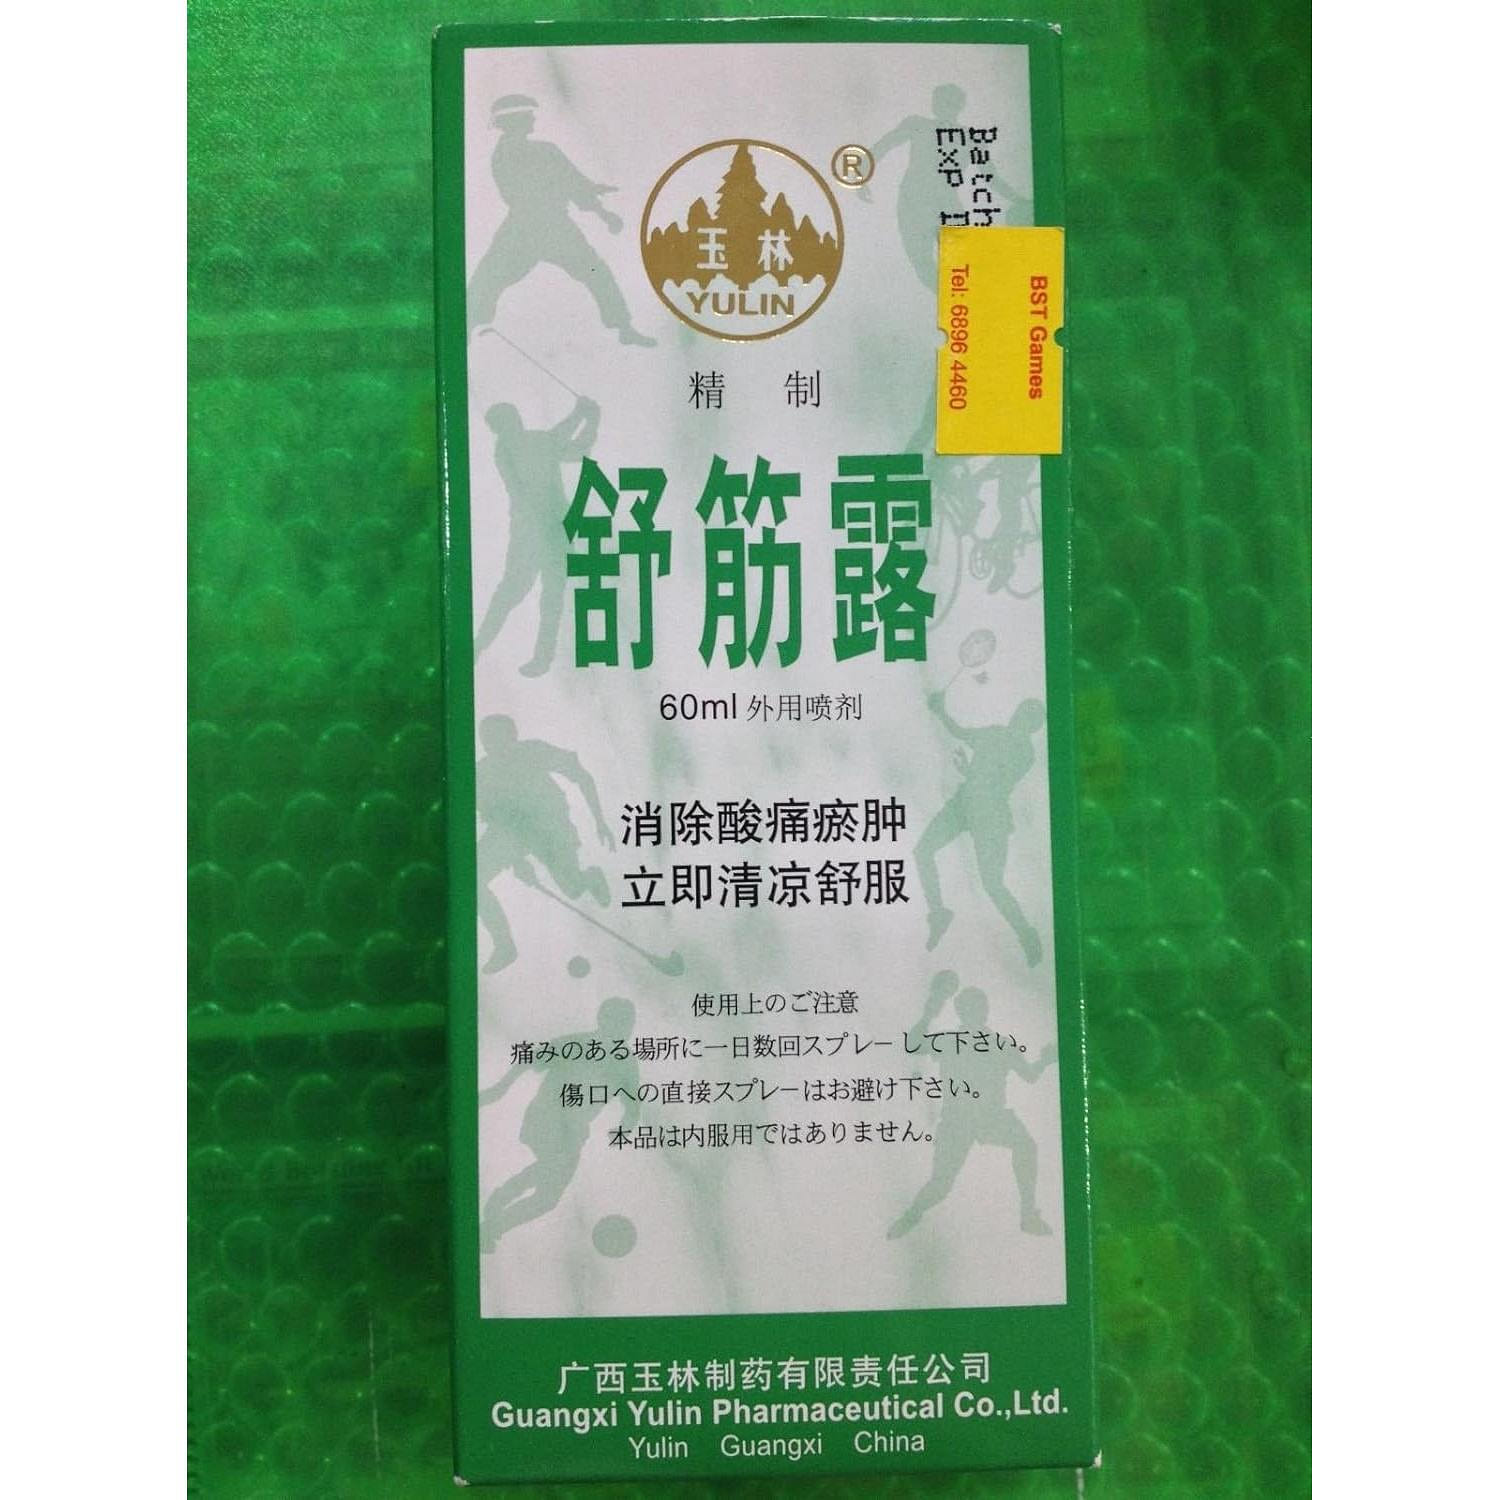 玉林
YULIN
®
Batch
Exp D
BST Games
Tel: 6896 4460
精制
舒筋露
60ml 外用喷剂
消除酸痛瘀肿
立即清凉舒服
使用上のご注意
痛みのある場所に一日数回スプレーして下さい。
傷口への直接スプレーはお避け下さい。
本品は内服用ではありません。
广西玉林制药有限责任公司
Guangxi Yulin Pharmaceutical Co.,Ltd.
Yulin Guangxi China